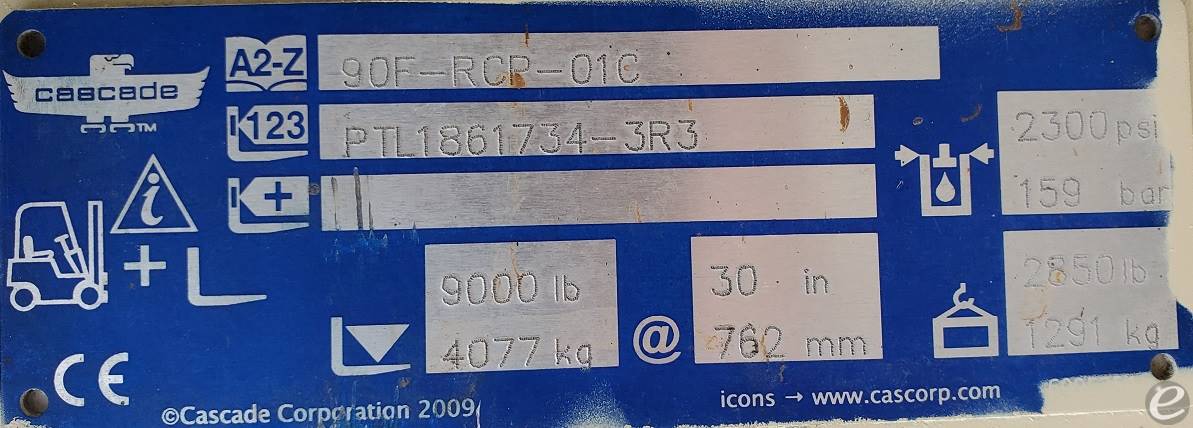 A2-Z 90F-RCP-01C
cascade™
123 PTL1861734-3R3
2300 psi
159 bar
i
+
+
9000 lb
4077 kg
@
30 in
762 mm
2850 lb
1291 kg
CE
©Cascade Corporation 2009
icons → www.cascorp.com
e